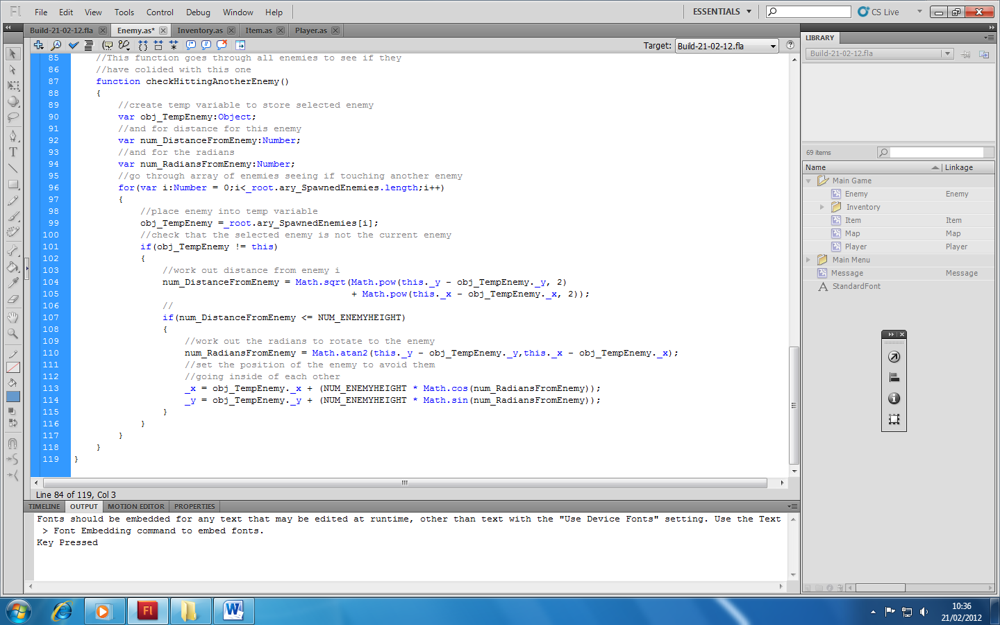 Fl File Edit View Tools Control Debug Window Help ESSENTIALS CS Live
Build-21-02-12.fla Enemy.as* Inventory.as Item.as Player.as
Target: Build-21-02-12.fla
85 //This function goes through all enemies to see if they
86 //have colided with this one
87 function checkHittingAnotherEnemy()
88 {
89 //create temp variable to store selected enemy
90 var obj_TempEnemy:Object;
91 //and for distance for this enemy
92 var num_DistanceFromEnemy:Number;
93 //and for the radians
94 var num_RadiansFromEnemy:Number;
95 //go through array of enemies seeing if touching another enemy
96 for(var i:Number = 0;i<_root.ary_SpawnedEnemies.length;i++)
97 {
98 //place enemy into temp variable
99 obj_TempEnemy =_root.ary_SpawnedEnemies[i];
100 //check that the selected enemy is not the current enemy
101 if(obj_TempEnemy != this)
102 {
103 //work out distance from enemy i
104 num_DistanceFromEnemy = Math.sqrt(Math.pow(this._y - obj_TempEnemy._y, 2)
105 + Math.pow(this._x - obj_TempEnemy._x, 2));
106 //
107 if(num_DistanceFromEnemy <= NUM_ENEMYHEIGHT)
108 {
109 //work out the radians to rotate to the enemy
110 num_RadiansFromEnemy = Math.atan2(this._y - obj_TempEnemy._y,this._x - obj_TempEnemy._x);
111 //set the position of the enemy to avoid them
112 //going inside of each other
113 _x = obj_TempEnemy._x + (NUM_ENEMYHEIGHT * Math.cos(num_RadiansFromEnemy));
114 _y = obj_TempEnemy._y + (NUM_ENEMYHEIGHT * Math.sin(num_RadiansFromEnemy));
115 }
116 }
117 }
118 }
119 }
Line 84 of 119, Col 3
TIMELINE OUTPUT MOTION EDITOR PROPERTIES
Fonts should be embedded for any text that may be edited at runtime, other than text with the "Use Device Fonts" setting. Use the Text
> Font Embedding command to embed fonts.
Key Pressed
LIBRARY
Build-21-02-12.fla
69 items
Name Linkage
Main Game
Enemy Enemy
Inventory
Item Item
Map Map
Player Player
Main Menu
Message Message
StandardFont
Fl
W
10:36
21/02/2012